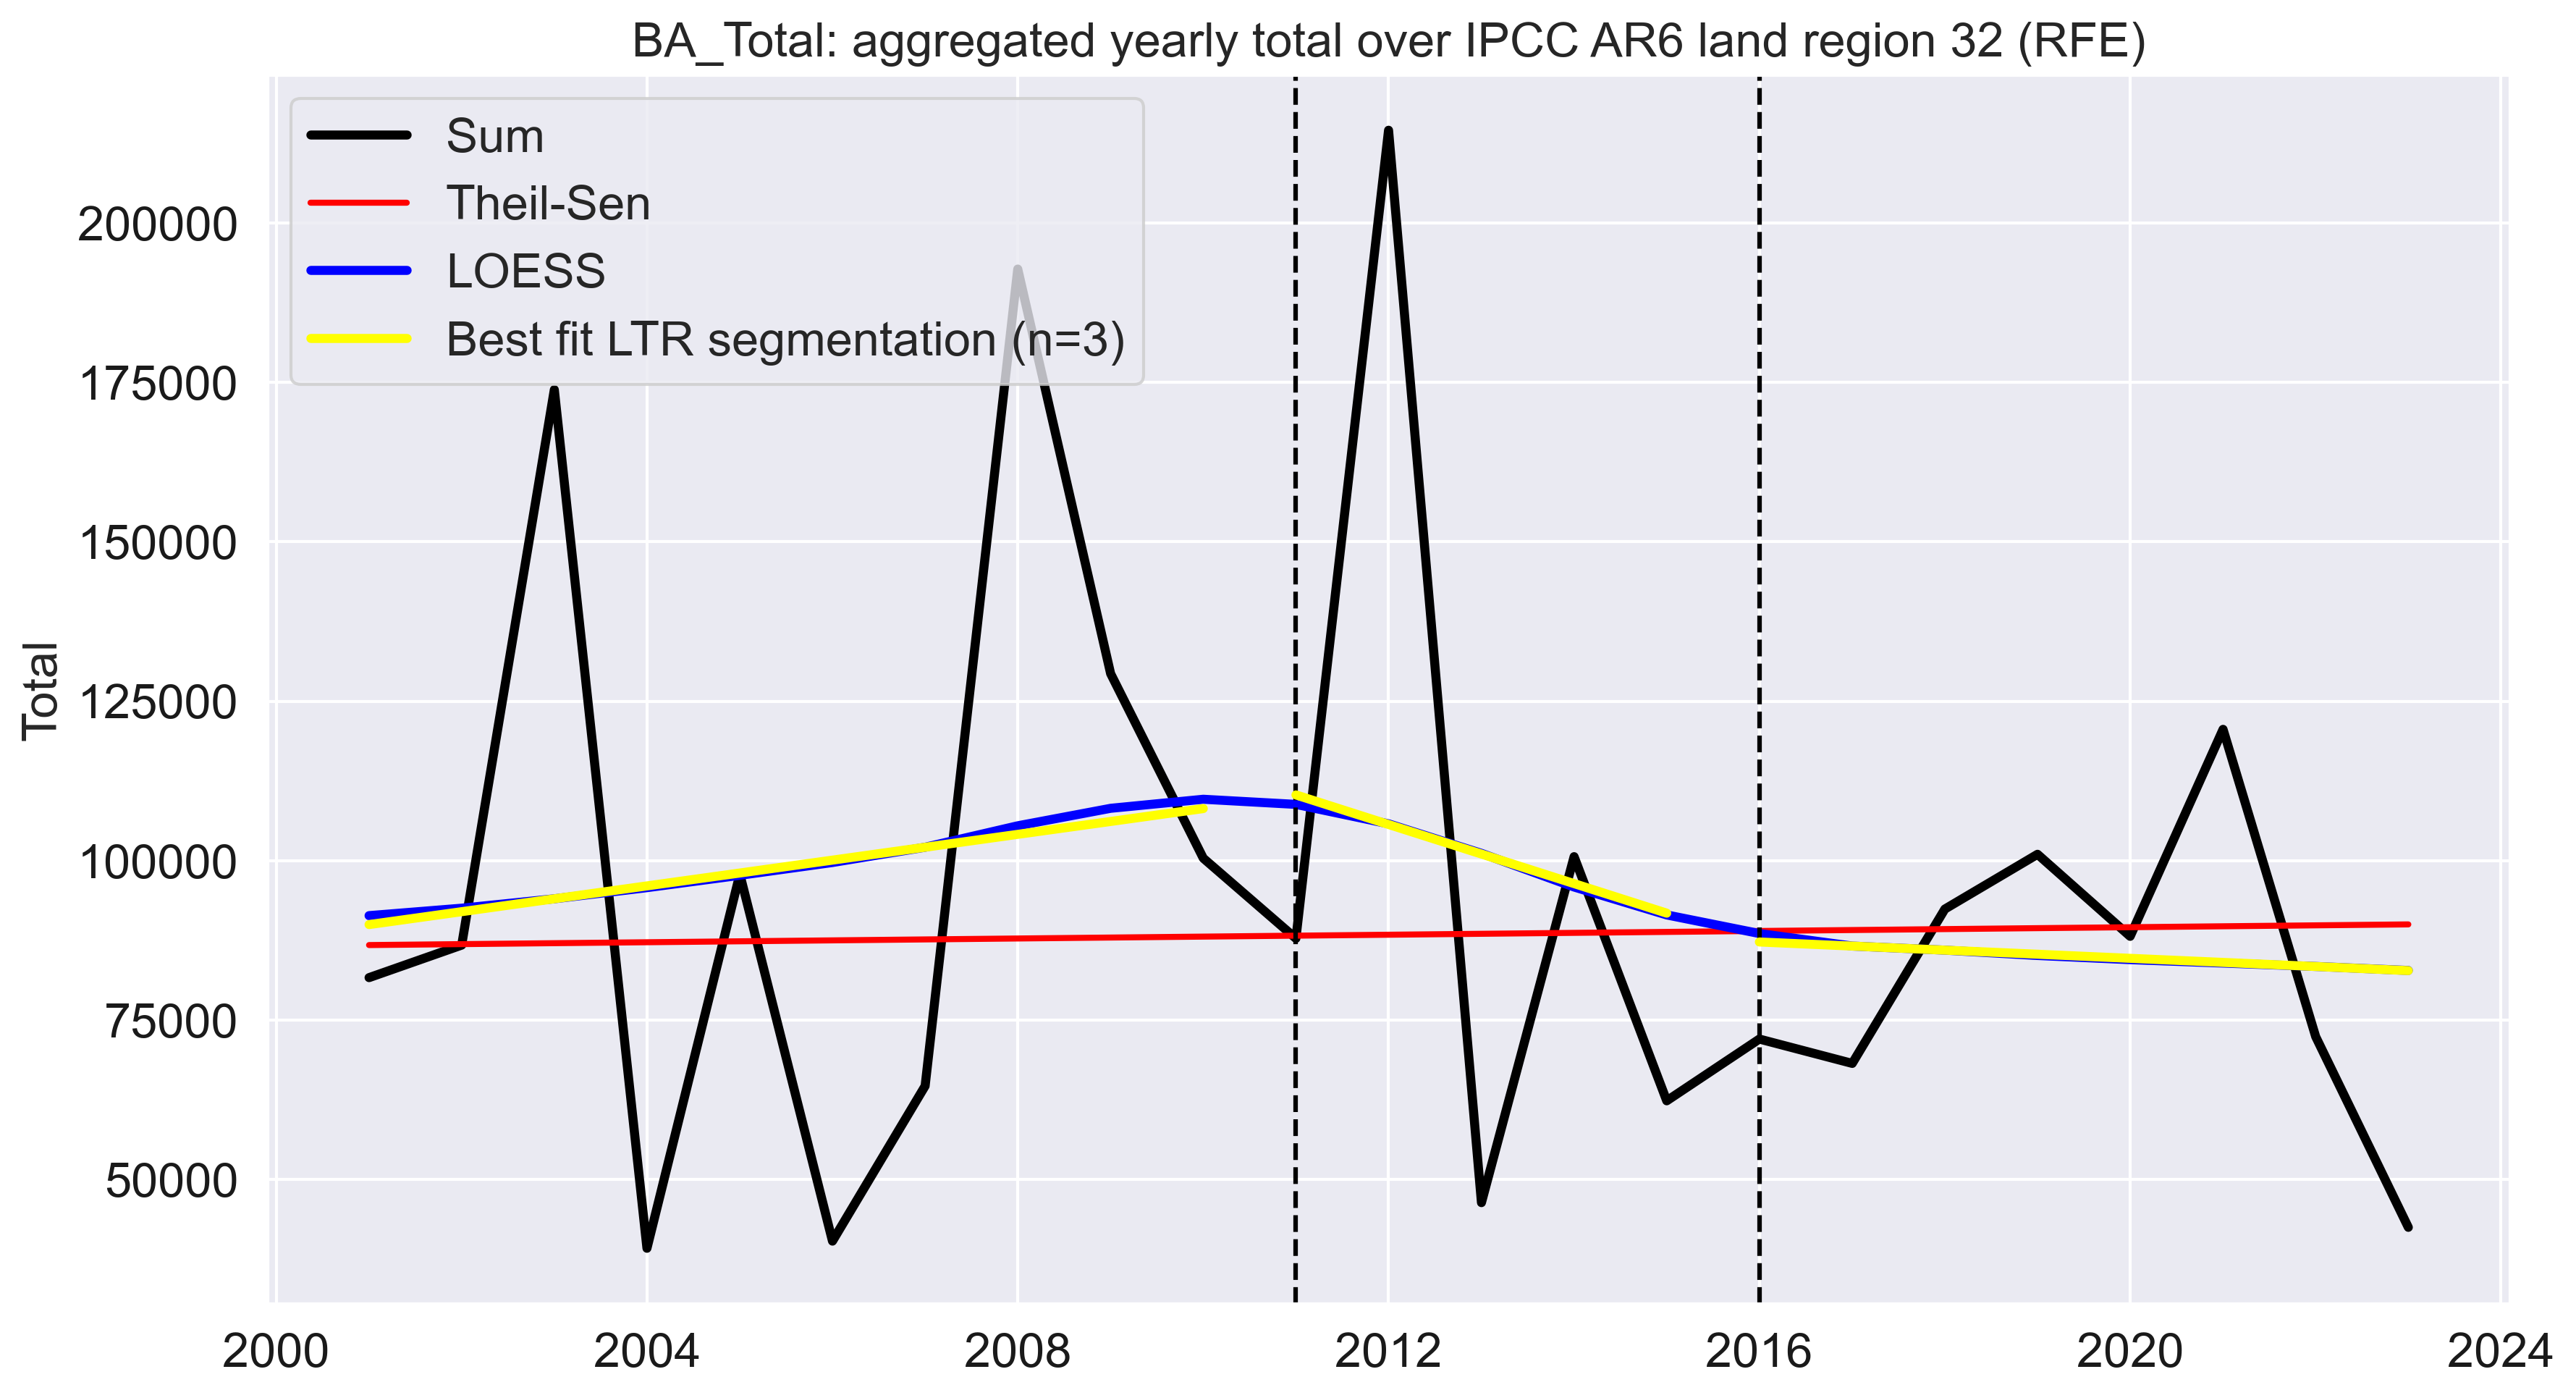 BA_Total: aggregated yearly total over IPCC AR6 land region 32 (RFE)
Sum
Theil-Sen
LOESS
Best fit LTR segmentation (n=3)
Total
200000
175000
150000
125000
100000
75000
50000
2000 2004 2008 2012 2016 2020 2024